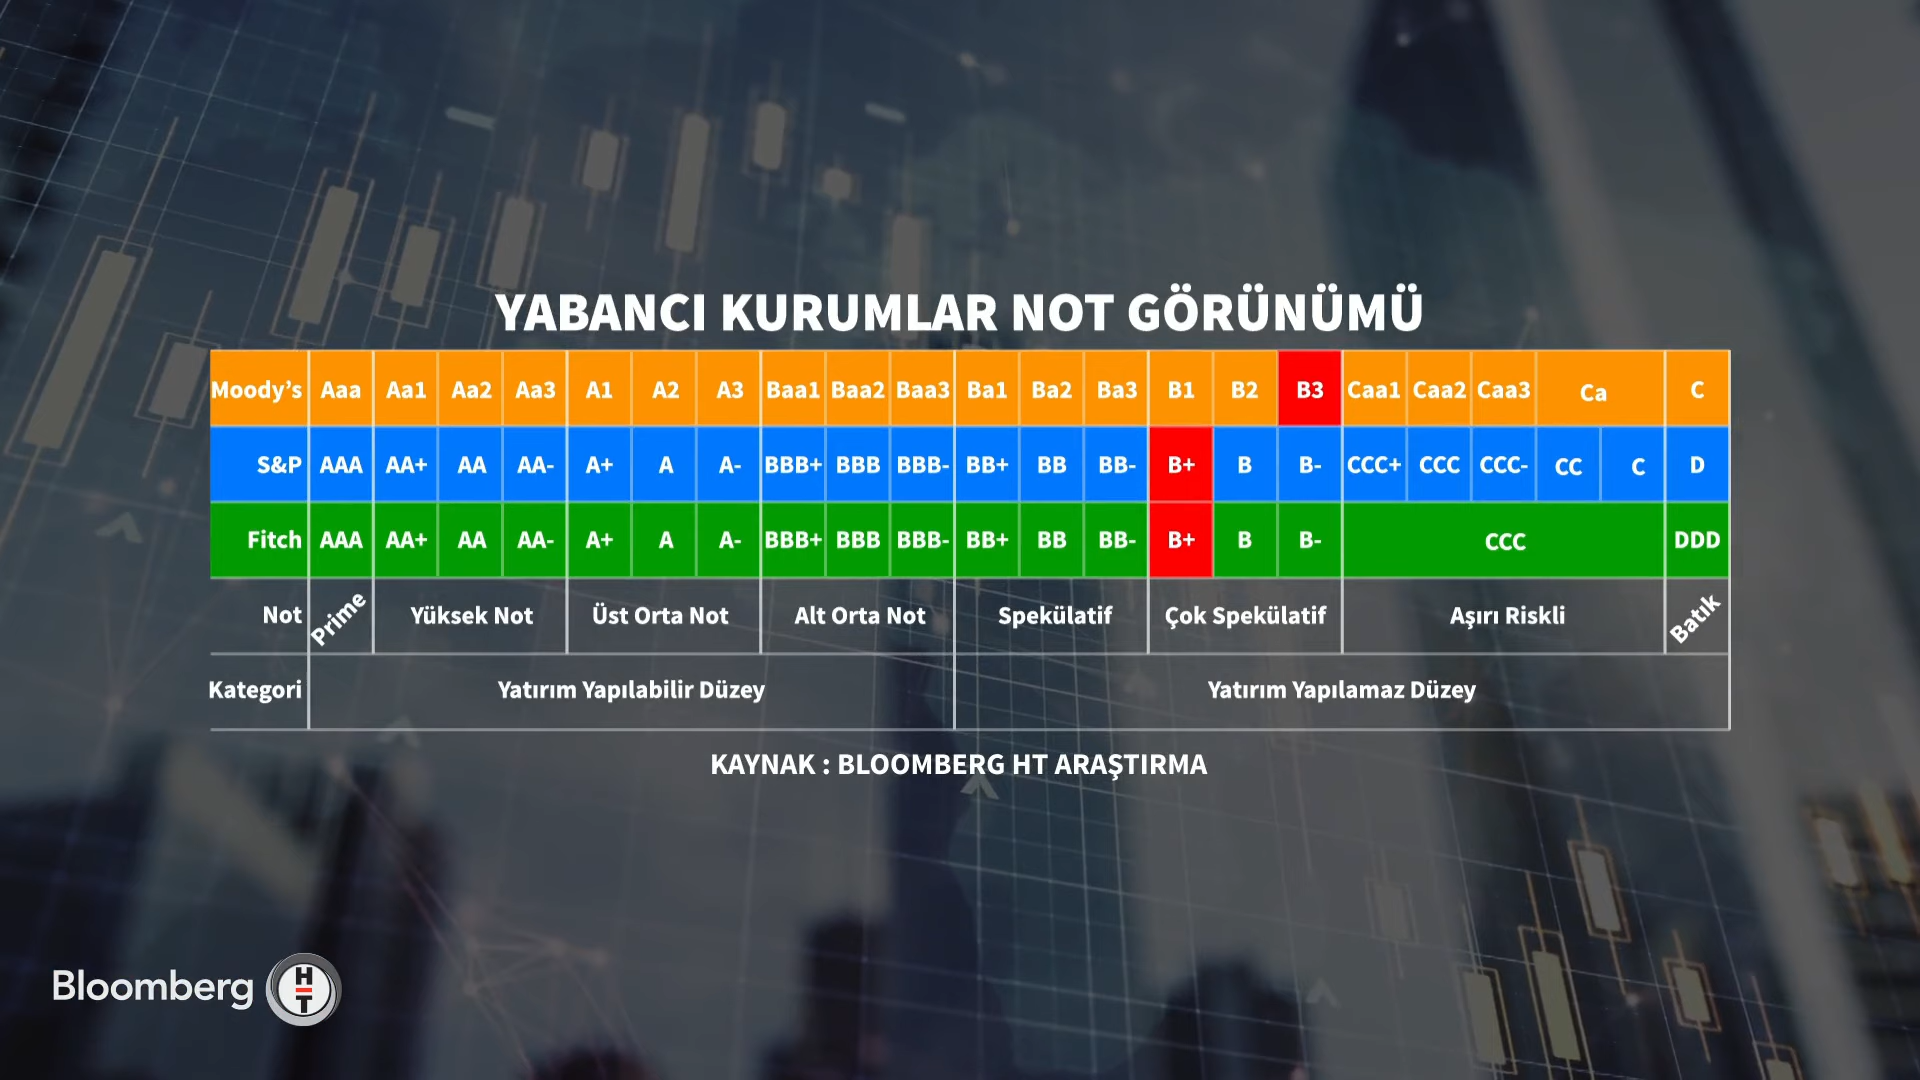 YABANCI KURUMLAR NOT GÖRÜNÜMÜ
Moody’s Aaa Aa1 Aa2 Aa3 A1 A2 A3 Baa1 Baa2 Baa3 Ba1 Ba2 Ba3 B1 B2 B3 Caa1 Caa2 Caa3 Ca C
S&P AAA AA+ AA AA- A+ A A- BBB+ BBB BBB- BB+ BB BB- B+ B B- CCC+ CCC CCC- CC C D
Fitch AAA AA+ AA AA- A+ A A- BBB+ BBB BBB- BB+ BB BB- B+ B B- CCC DDD
Not Prime Yüksek Not Üst Orta Not Alt Orta Not Spekülatif Çok Spekülatif Aşırı Riskli Batık
Kategori Yatırım Yapılabilir Düzey Yatırım Yapılamaz Düzey
KAYNAK : BLOOMBERG HT ARAŞTIRMA
Bloomberg HT